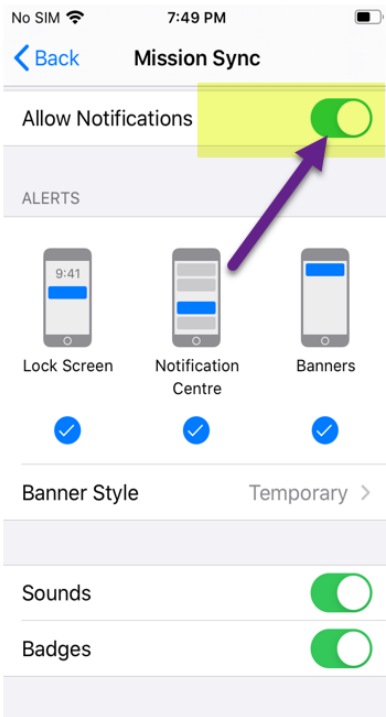 No SIM 7:49 PM
Back Mission Sync
Allow Notifications
ALERTS
9:41
Lock Screen Notification Centre Banners
Banner Style Temporary
Sounds
Badges